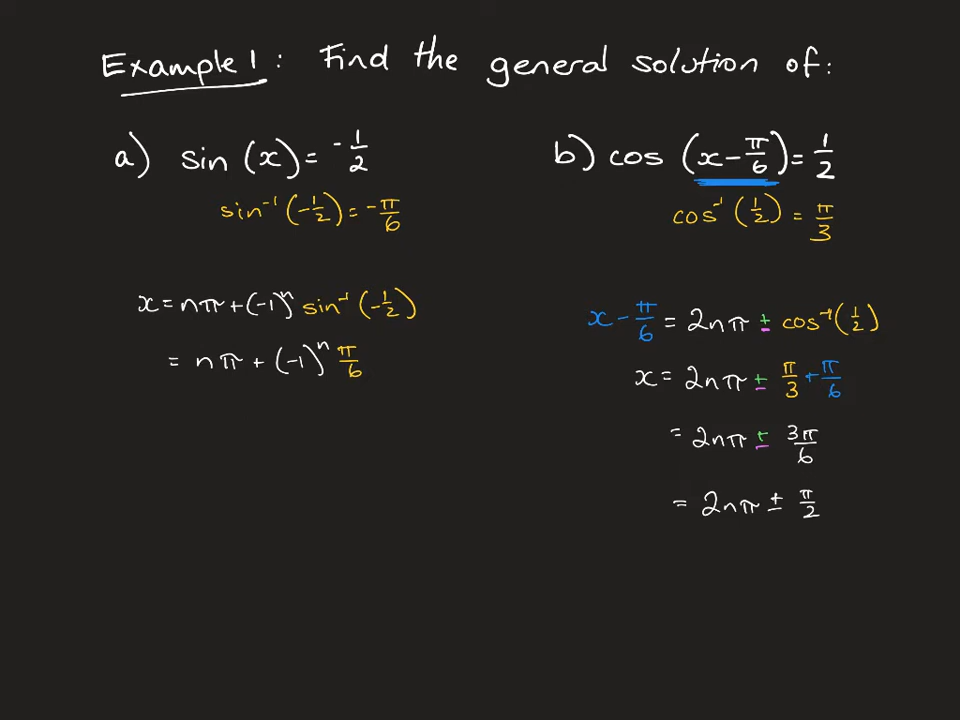 Example 1: Find the general solution of:
a) sin (x) = -1/2
sin⁻¹ (-1/2) = -π/6
x = nπ + (-1)ⁿ sin⁻¹ (-1/2)
= nπ + (-1)ⁿ π/6
b) cos (x - π/6) = 1/2
cos⁻¹ (1/2) = π/3
x - π/6 = 2nπ ± cos⁻¹ (1/2)
x = 2nπ ± π/3 + π/6
= 2nπ ± 3π/6
= 2nπ ± π/2